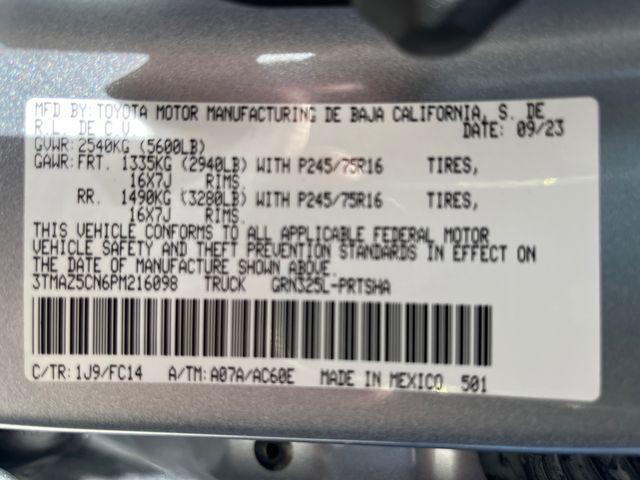 MFD BY: TOYOTA MOTOR MANUFACTURING DE BAJA CALIFORNIA, S. DE
R.L. DE C.V. DATE: 09/23
GVWR: 2540KG (5600LB)
GAWR: FRT. 1335KG (2940LB) WITH P245/75R16 TIRES,
16X7J RIMS.
RR. 1490KG (3280LB) WITH P245/75R16 TIRES,
16X7J RIMS.
THIS VEHICLE CONFORMS TO ALL APPLICABLE FEDERAL MOTOR
VEHICLE SAFETY AND THEFT PREVENTION STANDARDS IN EFFECT ON
THE DATE OF MANUFACTURE SHOWN ABOVE.
3TMAZ5CN6PM216098 TRUCK GRN325L-PRTSHA
C/TR: 1J9/FC14 A/TM: A07A/AC60E MADE IN MEXICO 501